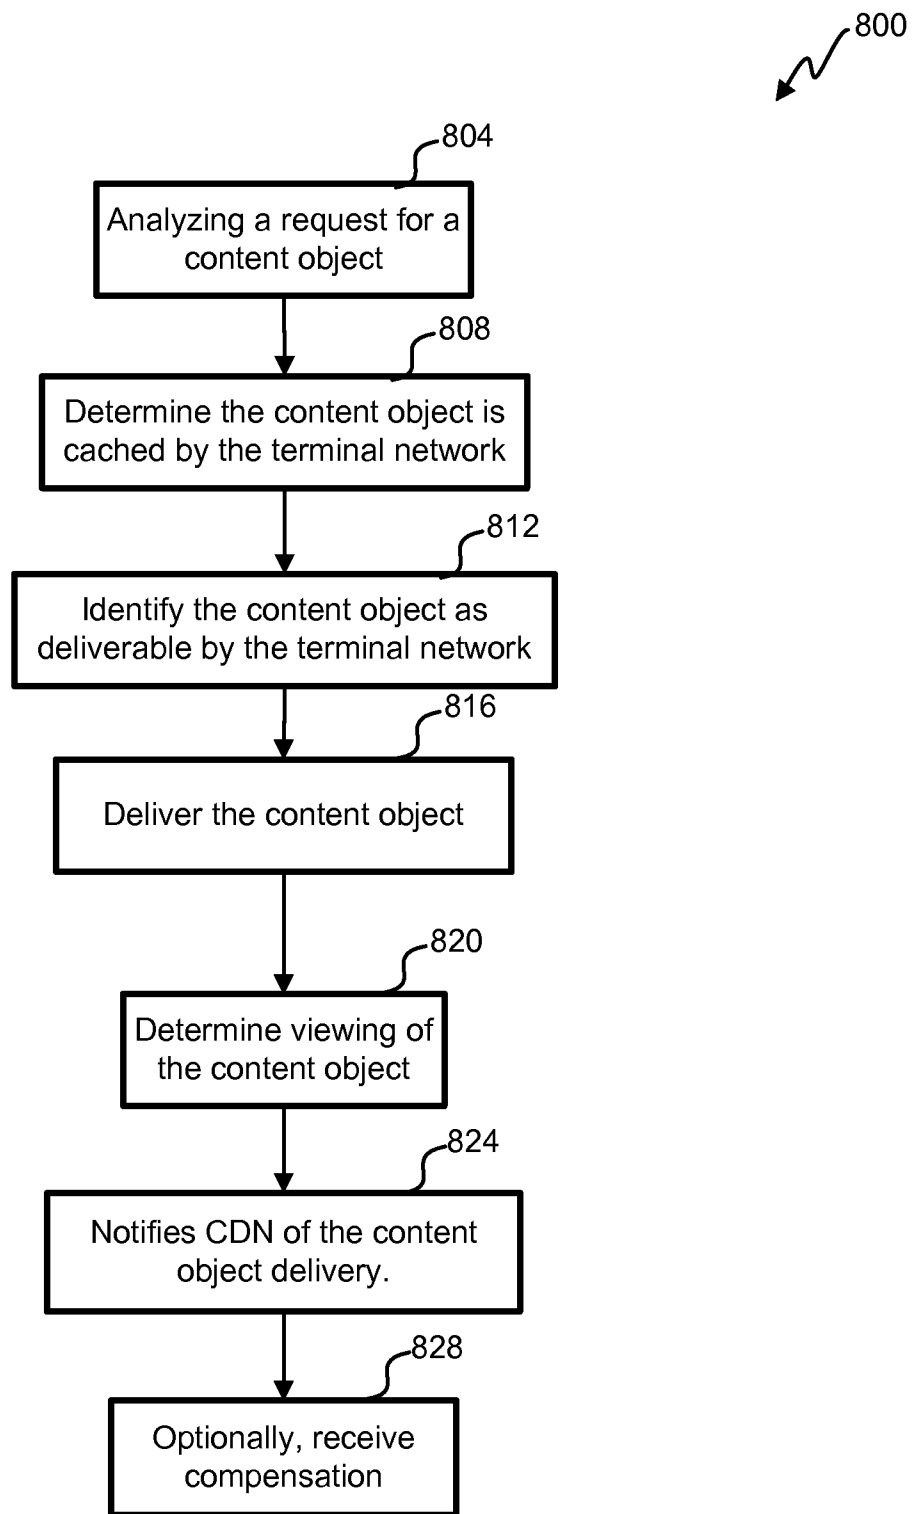 800
804
Analyzing a request for a
content object
808
Determine the content object is
cached by the terminal network
812
Identify the content object as
deliverable by the terminal network
816
Deliver the content object
820
Determine viewing of
the content object
824
Notifies CDN of the content
object delivery.
828
Optionally, receive
compensation